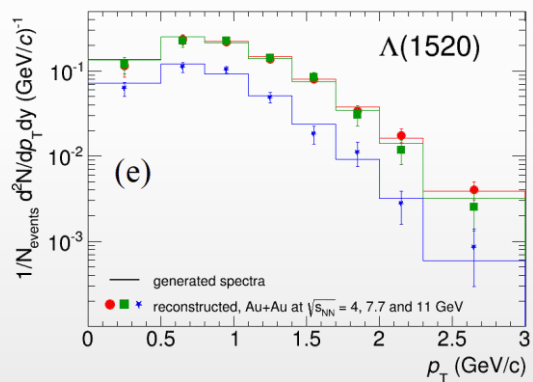 Λ(1520)
10⁻¹
10⁻²
10⁻³
1/N_events d²N/dp_T dy (GeV/c)⁻¹
(e)
generated spectra
reconstructed, Au+Au at √s_NN = 4, 7.7 and 11 GeV
0 0.5 1 1.5 2 2.5 3
p_T (GeV/c)